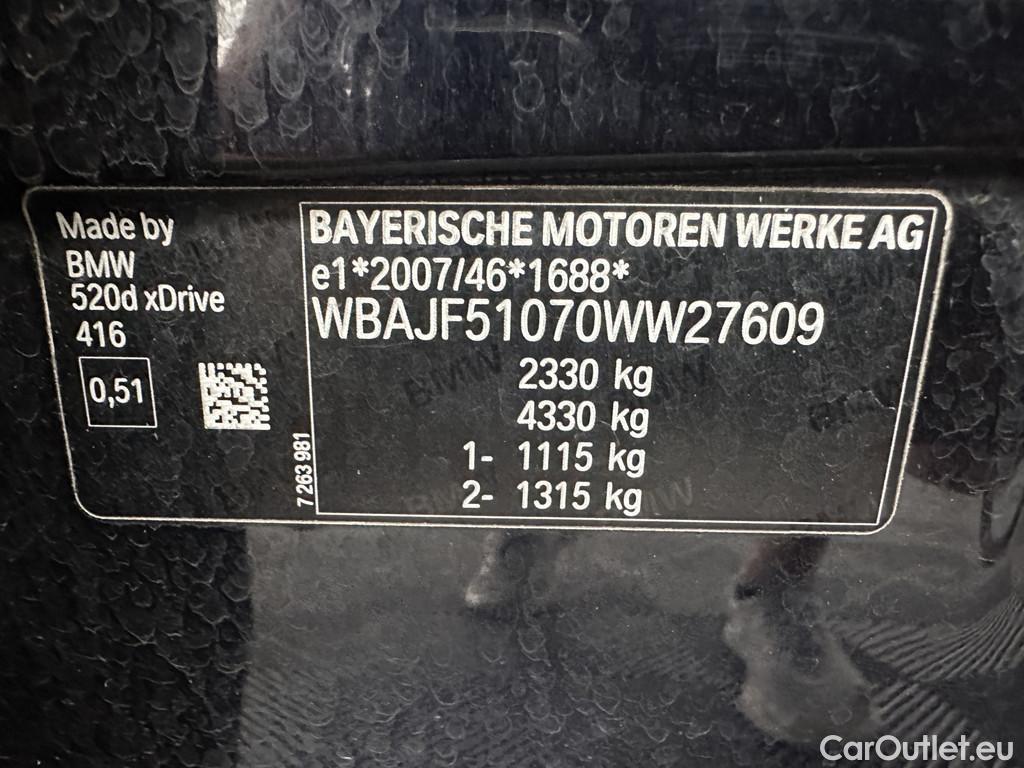 Made by
BMW
520d xDrive
416
0,51
7 263 981
BAYERISCHE MOTOREN WERKE AG
e1*2007/46*1688*
WBAJF51070WW27609
2330 kg
4330 kg
1- 1115 kg
2- 1315 kg
CarOutlet.eu